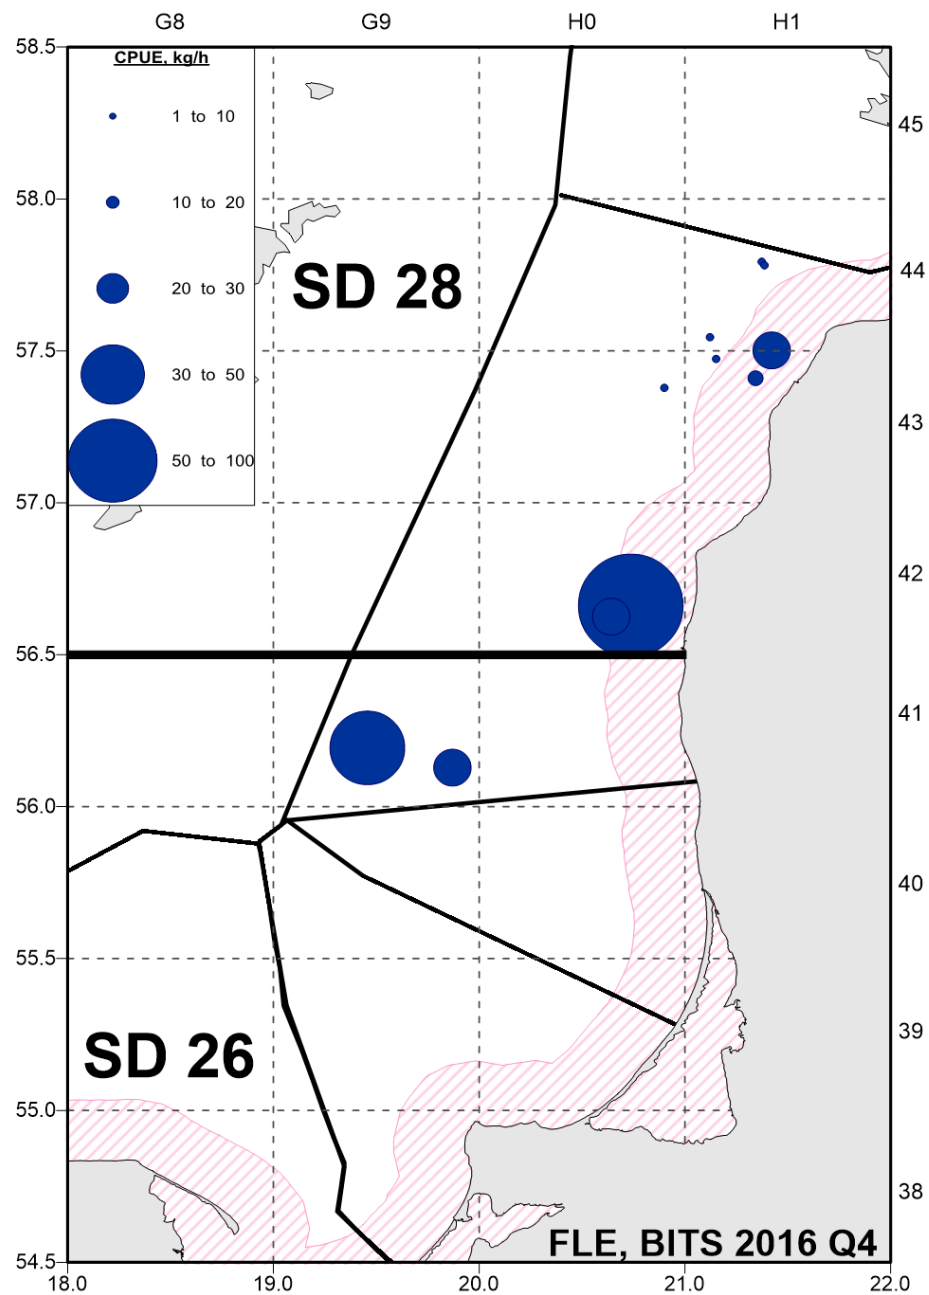 G8 G9 H0 H1
58.5
CPUE, kg/h
1 to 10
45
10 to 20
58.0
SD 28
44
20 to 30
57.5
30 to 50
43
50 to 100
57.0
42
56.5
41
56.0
40
55.5
39
SD 26
55.0
38
FLE, BITS 2016 Q4
54.5
18.0 19.0 20.0 21.0 22.0